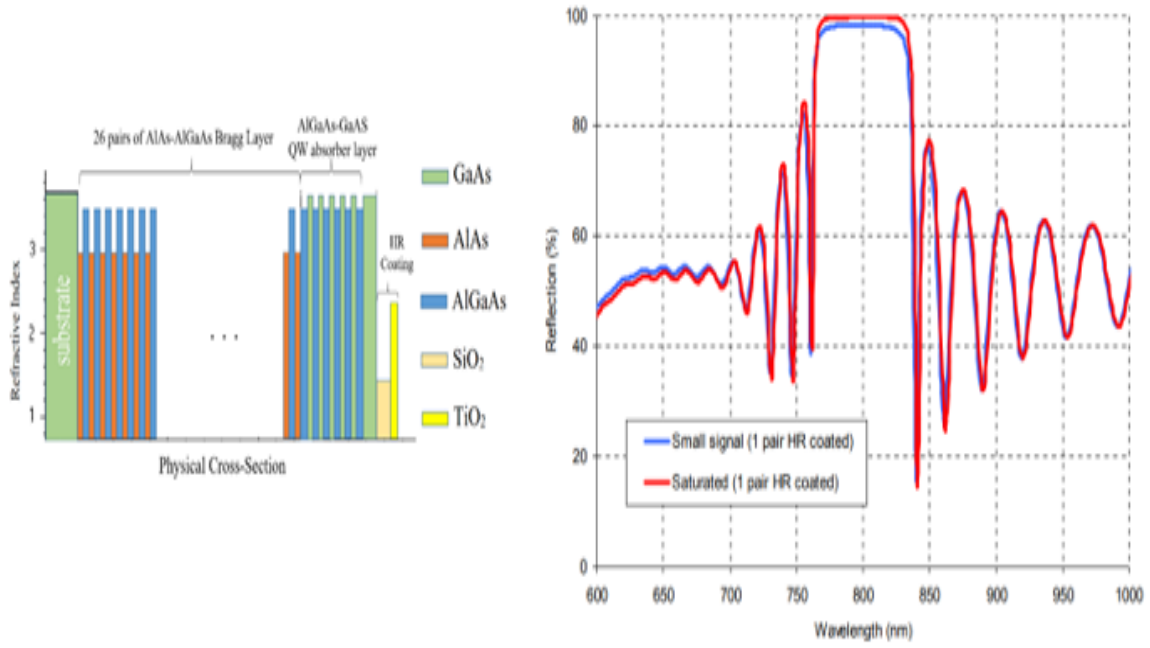 26 pairs of AlAs-AlGaAs Bragg Layer
AlGaAs-GaAS
QW absorber layer
HR
Coating
Refractive Index
3
2
1
substrate
. . .
Physical Cross-Section
GaAs
AlAs
AlGaAs
SiO₂
TiO₂
Reflection (%)
100
80
60
40
20
0
Small signal (1 pair HR coated)
Saturated (1 pair HR coated)
600 650 700 750 800 850 900 950 1000
Wavelength (nm)